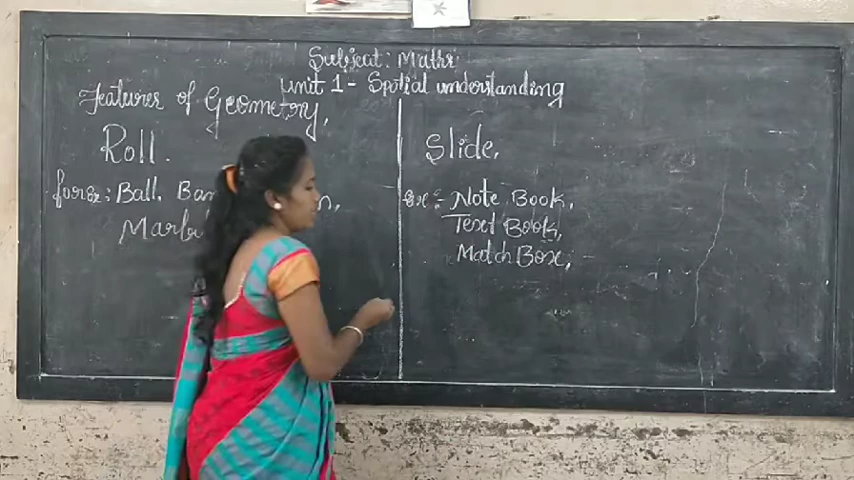 Subject: Maths
Unit 1 - Spatial understanding
Features of Geometry,
Roll.
for ex: Ball,
Slide,
ex:- Note Book,
Text Book,
Match Box,